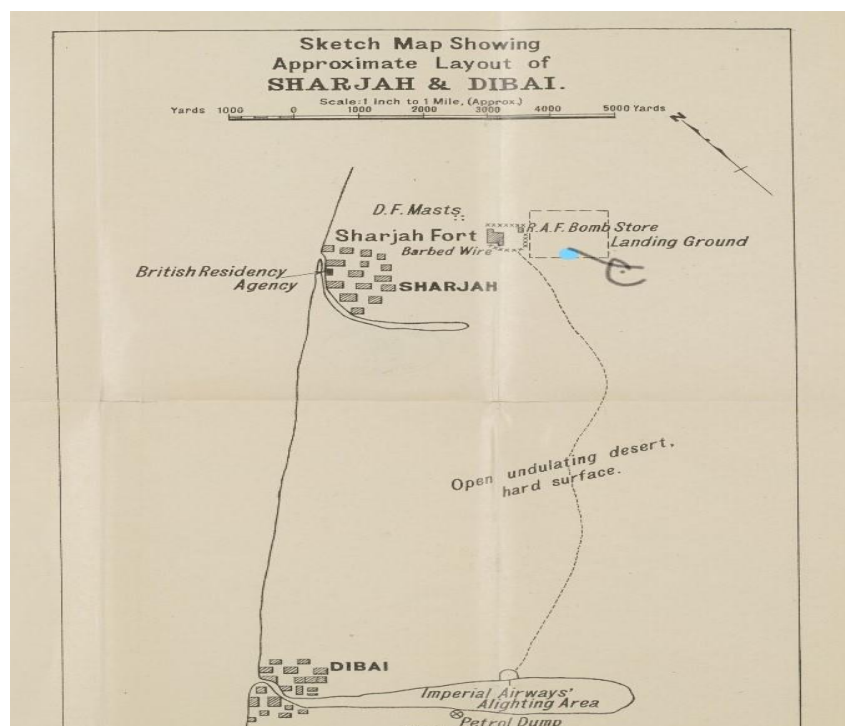 Sketch Map Showing
Approximate Layout of
SHARJAH & DIBAI.
Scale: 1 Inch to 1 Mile, (Approx.)
Yards 1000 0 1000 2000 3000 4000 5000 Yards
N
D.F. Masts
R.A.F. Bomb Store
Sharjah Fort
Landing Ground
Barbed Wire
British Residency
Agency
SHARJAH
Open undulating desert,
hard surface.
DIBAI
Imperial Airways'
Alighting Area
Petrol Dump